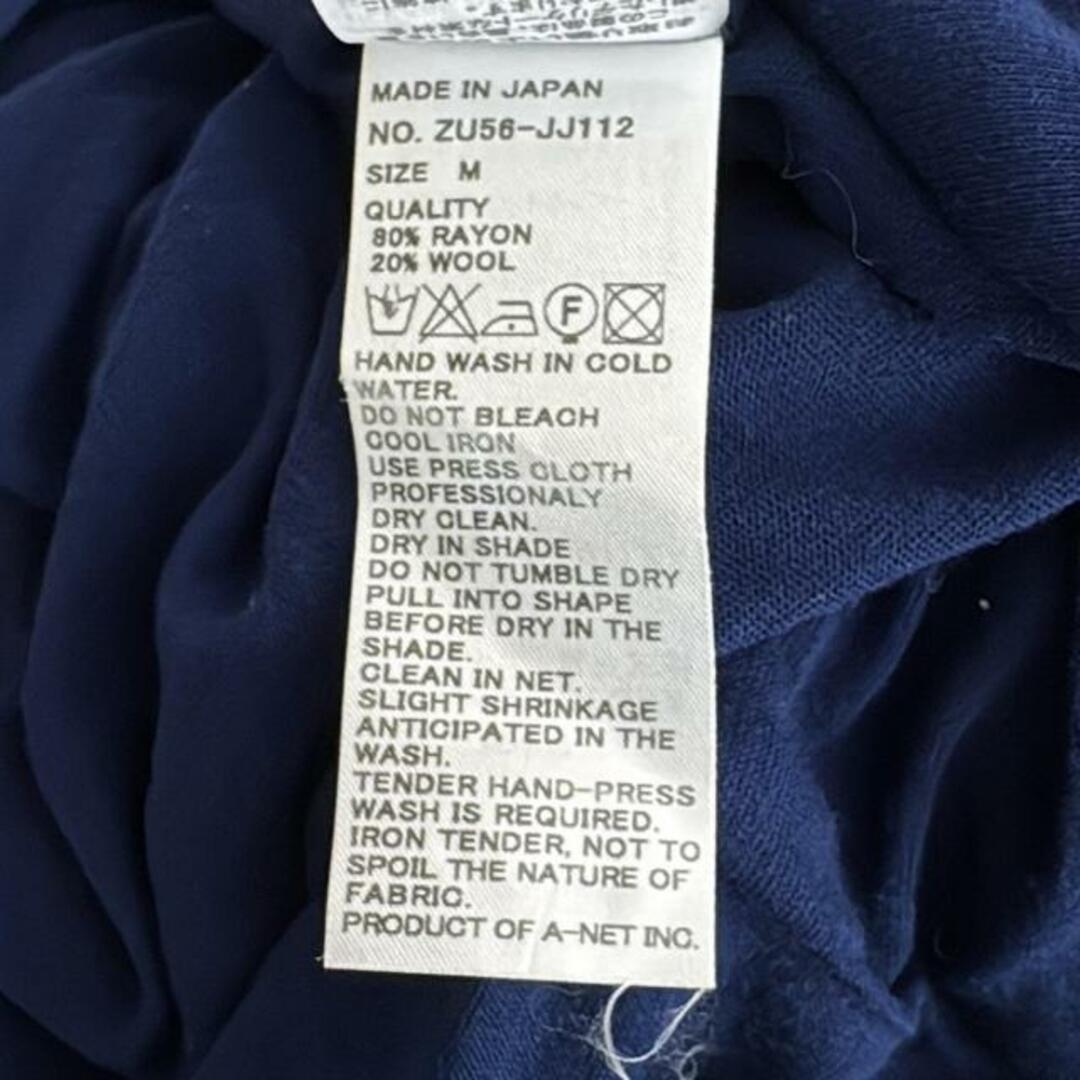 MADE IN JAPAN
NO. ZU56-JJ112
SIZE M
QUALITY
80% RAYON
20% WOOL
F
HAND WASH IN COLD
WATER.
DO NOT BLEACH
COOL IRON
USE PRESS CLOTH
PROFESSIONALY
DRY CLEAN.
DRY IN SHADE
DO NOT TUMBLE DRY
PULL INTO SHAPE
BEFORE DRY IN THE
SHADE.
CLEAN IN NET.
SLIGHT SHRINKAGE
ANTICIPATED IN THE
WASH.
TENDER HAND-PRESS
WASH IS REQUIRED.
IRON TENDER, NOT TO
SPOIL THE NATURE OF
FABRIC.
PRODUCT OF A-NET INC.